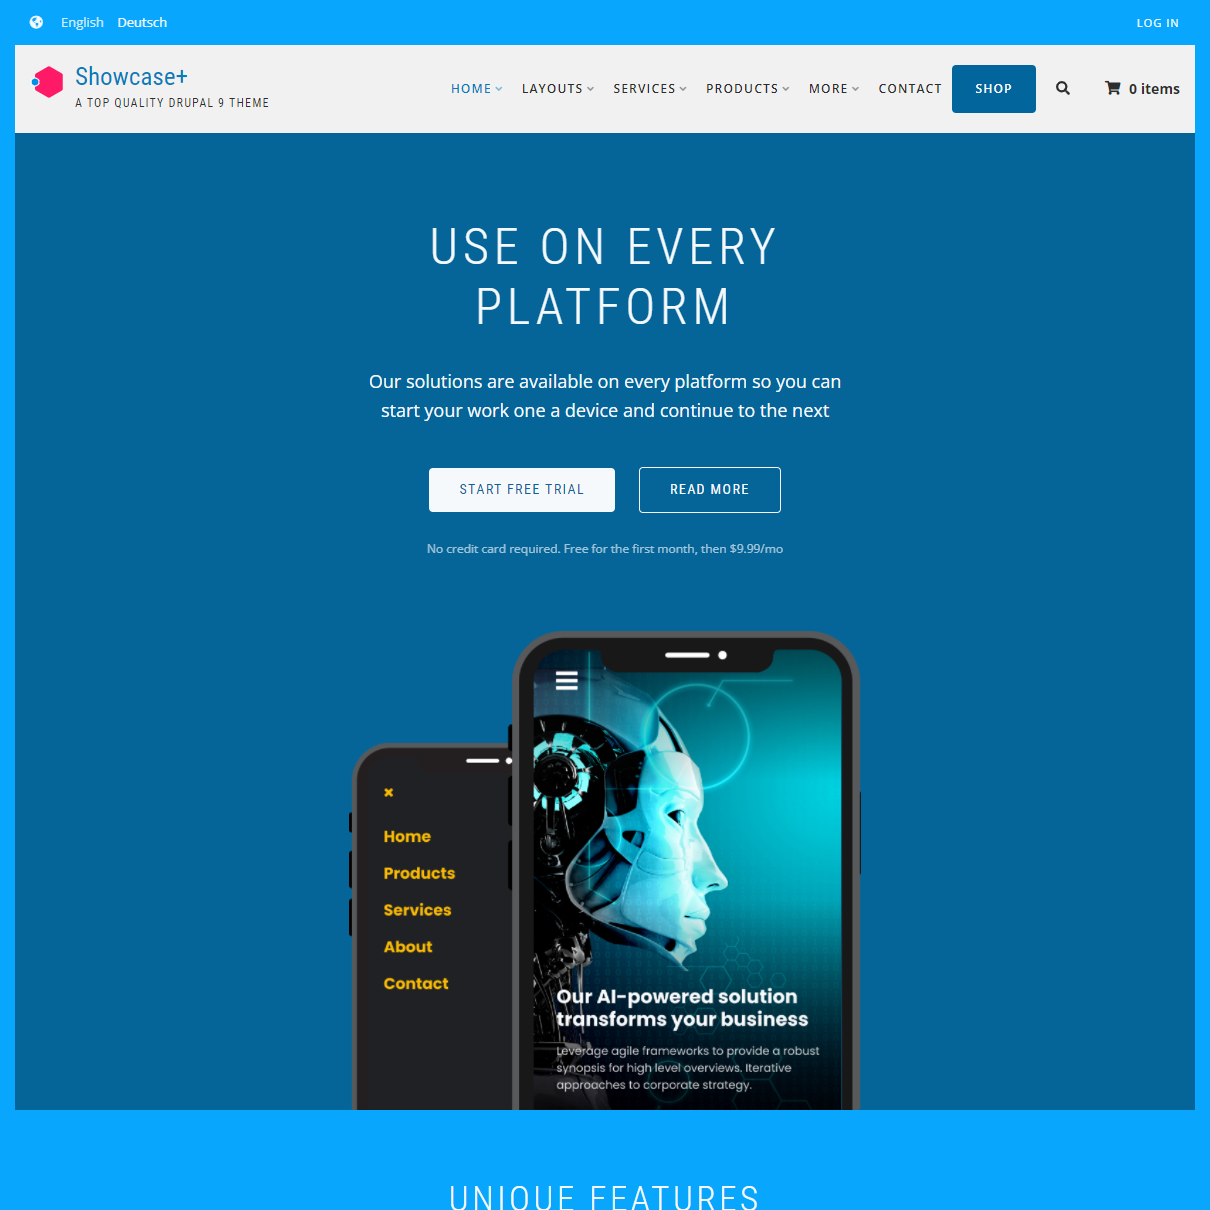 English Deutsch
LOG IN
Showcase+
A TOP QUALITY DRUPAL 9 THEME
HOME LAYOUTS SERVICES PRODUCTS MORE CONTACT SHOP 0 items
USE ON EVERY
PLATFORM
Our solutions are available on every platform so you can
start your work one a device and continue to the next
START FREE TRIAL READ MORE
No credit card required. Free for the first month, then $9.99/mo
Home
Products
Services
About
Contact
Our AI-powered solution
transforms your business
Leverage agile frameworks to provide a robust
synopsis for high level overviews. Iterative
approaches to corporate strategy.
UNIQUE FEATURES